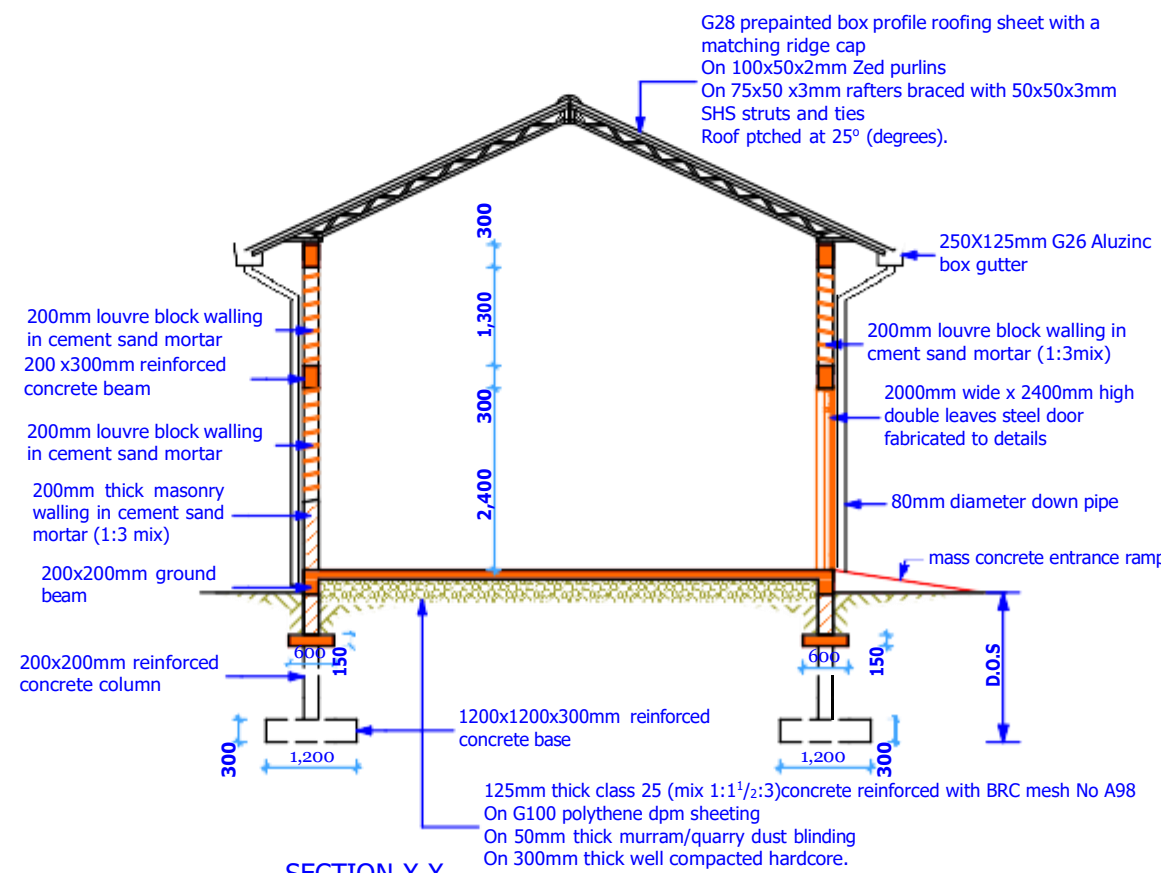 G28 prepainted box profile roofing sheet with a
matching ridge cap
On 100x50x2mm Zed purlins
On 75x50 x3mm rafters braced with 50x50x3mm
SHS struts and ties
Roof ptched at 25° (degrees).
300
250X125mm G26 Aluzinc
box gutter
1,300
200mm louvre block walling
in cement sand mortar
200 x300mm reinforced
concrete beam
200mm louvre block walling in
cment sand mortar (1:3mix)
300
2000mm wide x 2400mm high
double leaves steel door
fabricated to details
200mm louvre block walling
in cement sand mortar
2,400
200mm thick masonry
walling in cement sand
mortar (1:3 mix)
80mm diameter down pipe
mass concrete entrance ramp
200x200mm ground
beam
600
150
600
150
D.O.S
200x200mm reinforced
concrete column
1200x1200x300mm reinforced
concrete base
300
1,200
1,200
300
125mm thick class 25 (mix 1:1¹/₂:3)concrete reinforced with BRC mesh No A98
On G100 polythene dpm sheeting
On 50mm thick murram/quarry dust blinding
On 300mm thick well compacted hardcore.
SECTION X-X